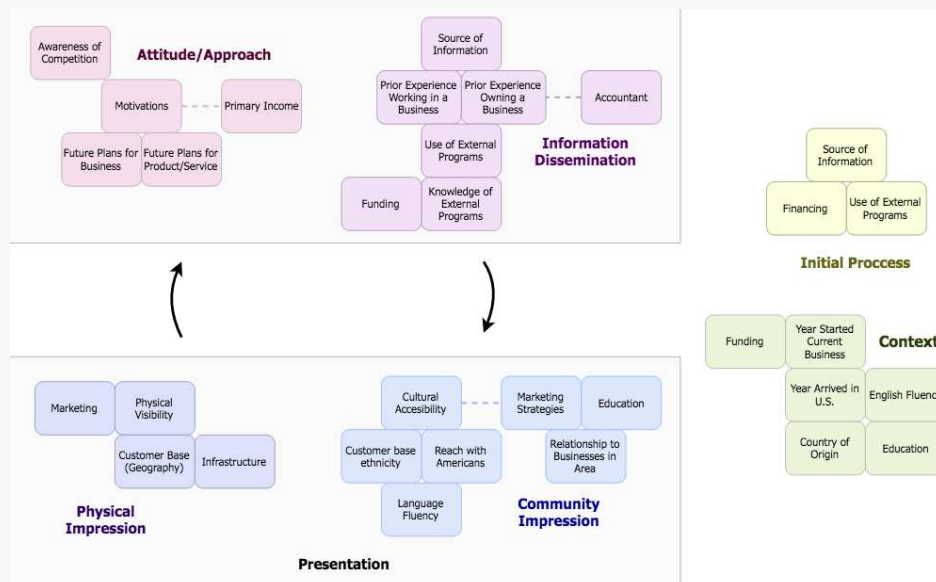 Awareness of
Competition
Attitude/Approach
Motivations
Primary Income
Future Plans for
Business
Future Plans for
Product/Service
Source of
Information
Prior Experience
Working in a
Business
Prior Experience
Owning a
Business
Accountant
Use of External
Programs
Information
Dissemination
Funding
Knowledge of
External
Programs
Source of
Information
Financing
Use of External
Programs
Initial Proccess
Funding
Year Started
Current
Business
Context
Year Arrived in
U.S.
English Fluenc
Country of
Origin
Education
Marketing
Physical
Visibility
Customer Base
(Geography)
Infrastructure
Physical
Impression
Cultural
Accesibility
Marketing
Strategies
Education
Customer base
ethnicity
Reach with
Americans
Relationship to
Businesses in
Area
Language
Fluency
Community
Impression
Presentation